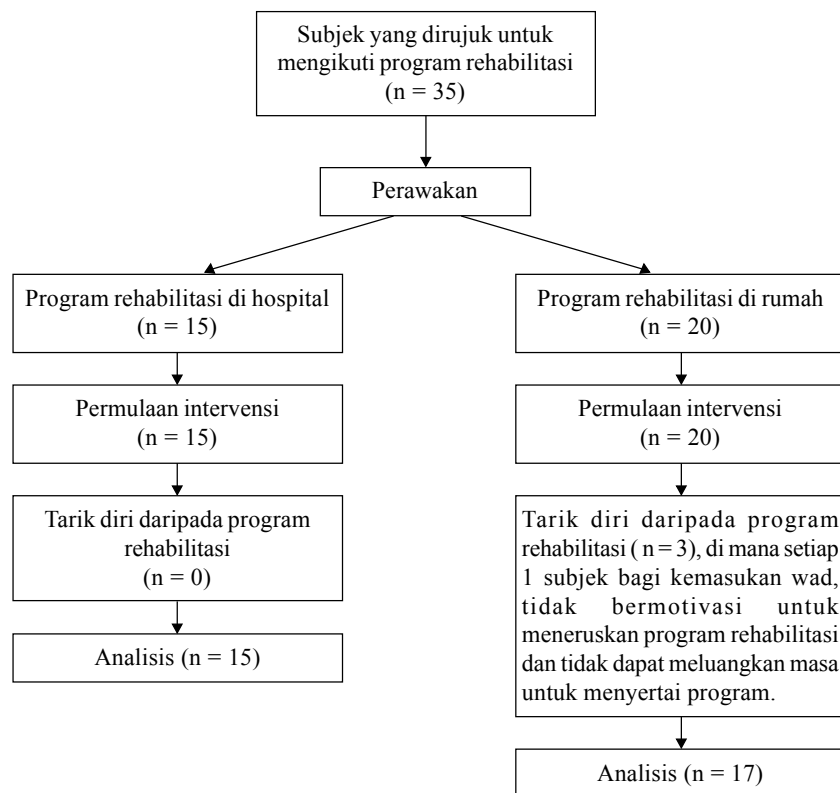 Subjek yang dirujuk untuk
mengikuti program rehabilitasi
(n = 35)
Perawakan
Program rehabilitasi di hospital
(n = 15)
Permulaan intervensi
(n = 15)
Tarik diri daripada program
rehabilitasi
(n = 0)
Analisis (n = 15)
Program rehabilitasi di rumah
(n = 20)
Permulaan intervensi
(n = 20)
Tarik diri daripada program
rehabilitasi ( n = 3), di mana setiap
1 subjek bagi kemasukan wad,
tidak bermotivasi untuk
meneruskan program rehabilitasi
dan tidak dapat meluangkan masa
untuk menyertai program.
Analisis (n = 17)